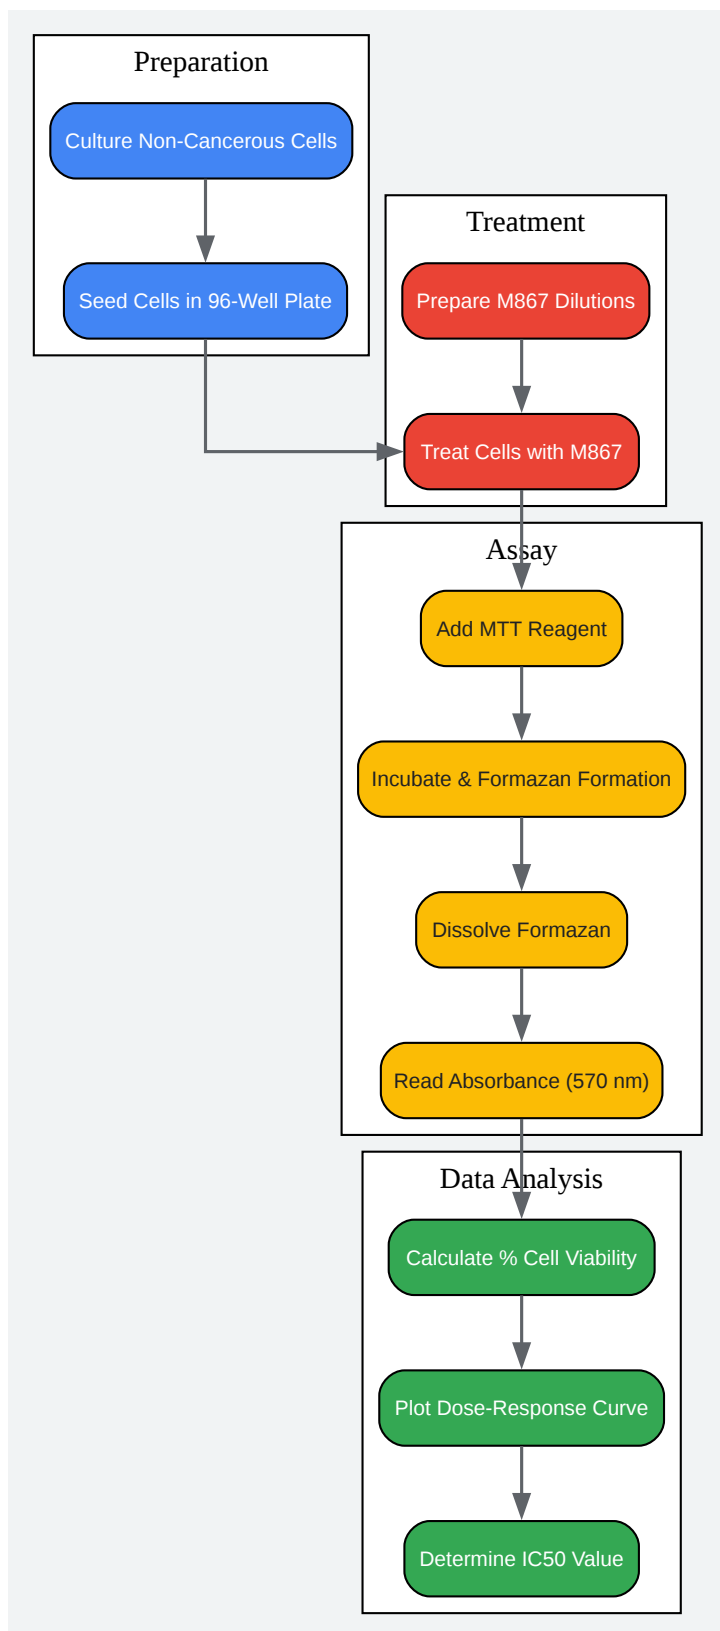 Preparation
Culture Non-Cancerous Cells
Seed Cells in 96-Well Plate
Treatment
Prepare M867 Dilutions
Treat Cells with M867
Assay
Add MTT Reagent
Incubate & Formazan Formation
Dissolve Formazan
Read Absorbance (570 nm)
Data Analysis
Calculate % Cell Viability
Plot Dose-Response Curve
Determine IC50 Value